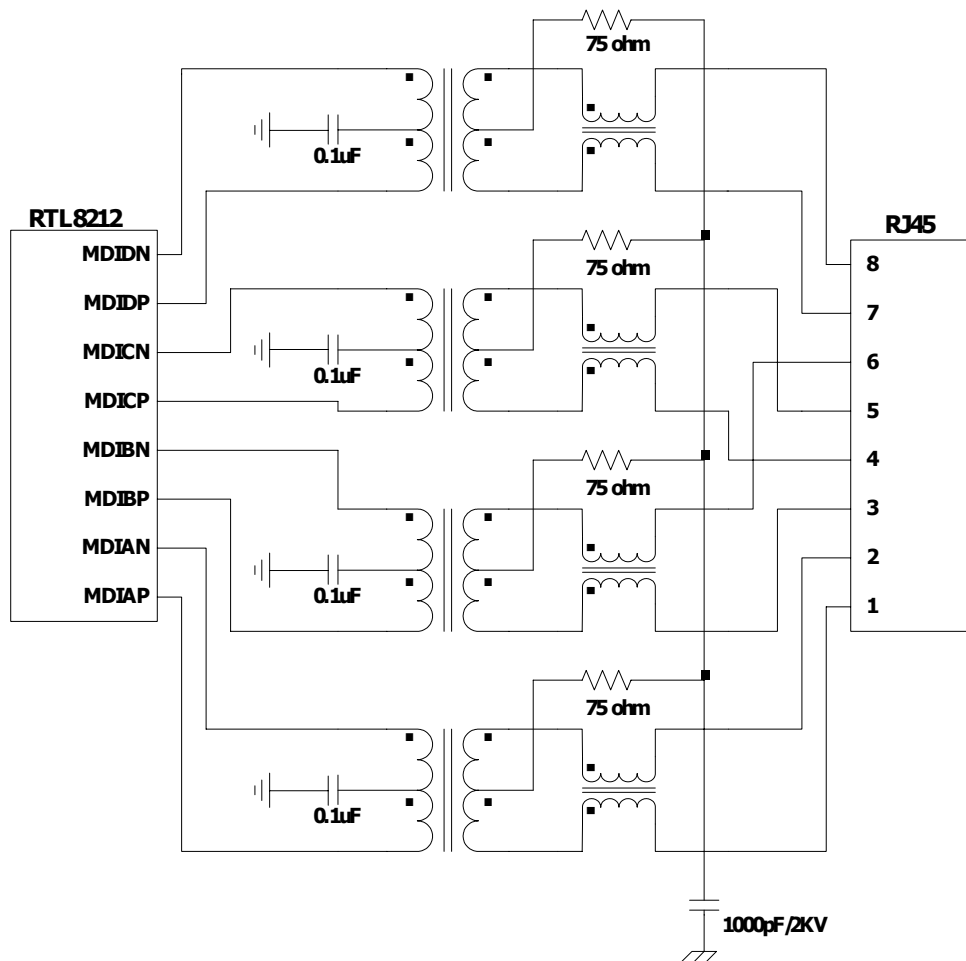 75 ohm
0.1uF
RTL8212
RJ45
MDIDN
8
75 ohm
MDIDP
7
MDICN
6
0.1uF
MDICP
5
MDIBN
4
75 ohm
MDIBP
3
MDIAN
2
0.1uF
MDIAP
1
75 ohm
0.1uF
1000pF/2KV